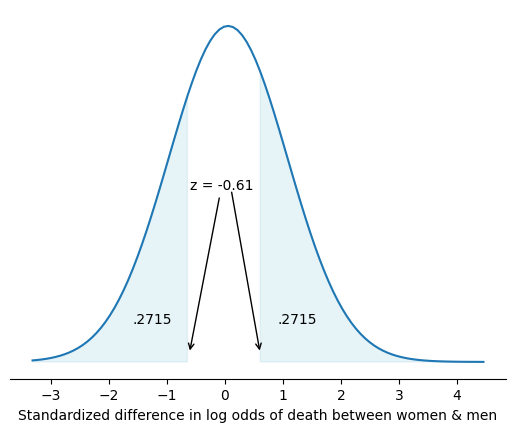 z = -0.61
.2715 .2715
−3 −2 −1 0 1 2 3 4
Standardized difference in log odds of death between women & men